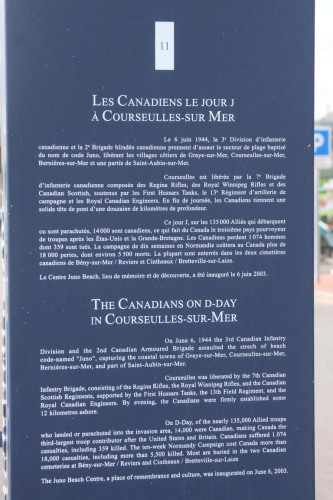 11
LES CANADIENS LE JOUR J
À COURSEULLES-SUR MER
Le 6 juin 1944, la 3e Division d'infanterie
canadienne et la 2e Brigade blindée canadienne prennent d'assaut le secteur de plage baptisé
du nom de code Juno, libérant les villages côtiers de Graye-sur-Mer, Courseulles-sur-Mer,
Bernières-sur-Mer et une partie de Saint-Aubin-sur-Mer.
Courseulles est libérée par la 7e Brigade
d'infanterie canadienne composée des Regina Rifles, des Royal Winnipeg Rifles et des
Canadian Scottish, soutenus par les First Hussars Tanks, le 13e Régiment d'artillerie de
campagne et les Royal Canadian Engineers. En fin de journée, les Canadiens tiennent une
solide tête de pont d'une douzaine de kilomètres de profondeur.
Ce jour J, sur les 135 000 Alliés qui débarquent
ou sont parachutés, 14 000 sont canadiens, ce qui fait du Canada le troisième pays pourvoyeur
de troupes après les États-Unis et la Grande-Bretagne. Les Canadiens perdent 1 074 hommes
dont 359 sont tués. La campagne de dix semaines en Normandie coûtera au Canada plus de
18 000 pertes, dont environ 5 500 morts. La plupart sont enterrés dans les deux cimetières
canadiens de Bény-sur-Mer / Reviers et Cintheaux / Bretteville-sur-Laize.
Le Centre Juno Beach, lieu de mémoire et de découverte, a été inauguré le 6 juin 2003.
THE CANADIANS ON D-DAY
IN COURSEULLES-SUR-MER
On June 6, 1944 the 3rd Canadian Infantry
Division and the 2nd Canadian Armoured Brigade assaulted the stretch of beach
code-named "Juno", capturing the coastal towns of Graye-sur-Mer, Courseulles-sur-Mer,
Bernières-sur-Mer, and part of Saint-Aubin-sur-Mer.
Courseulles was liberated by the 7th Canadian
Infantry Brigade, consisting of the Regina Rifles, the Royal Winnipeg Rifles, and the Canadian
Scottish Regiments, supported by the First Hussars Tanks, the 13th Field Regiment, and the
Royal Canadian Engineers. By evening, the Canadians were firmly established some
12 kilometres ashore.
On D-Day, of the nearly 135,000 Allied troops
who landed or parachuted into the invasion area, 14,000 were Canadian, making Canada the
third-largest troop contributor after the United States and Britain. Canadians suffered 1.074
casualties, including 359 killed. The ten-week Normandy Campaign cost Canada more than
18,000 casualties, including more than 5,500 killed. Most are buried in the two Canadian
cemeteries at Bény-sur-Mer / Reviers and Cintheaux / Bretteville-sur-Laize.
The Juno Beach Centre, a place of remembrance and culture, was inaugurated on June 6, 2003.